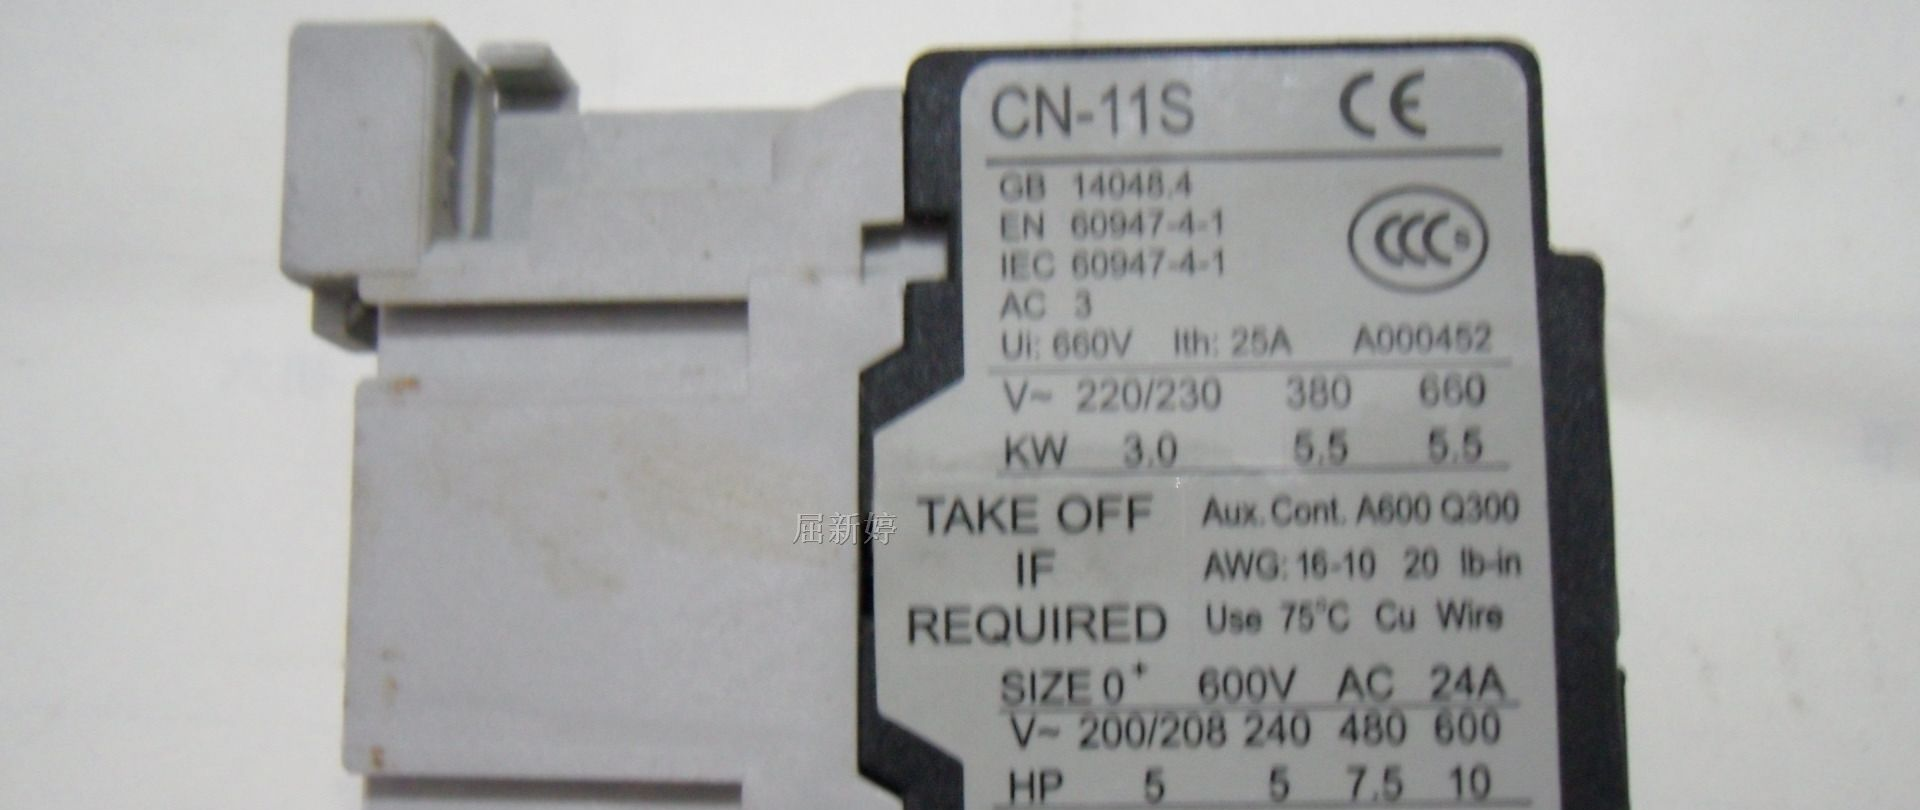 CN-11S CE
GB 14048.4
EN 60947-4-1
IEC 60947-4-1
CCC S
AC 3
Ui: 660V Ith: 25A A000452
V~ 220/230 380 660
KW 3.0 5.5 5.5
TAKE OFF
IF
REQUIRED
Aux. Cont. A600 Q300
AWG: 16-10 20 lb-in
Use 75°C Cu Wire
SIZE 0+ 600V AC 24A
V~ 200/208 240 480 600
HP 5 5 7.5 10
屈新婷